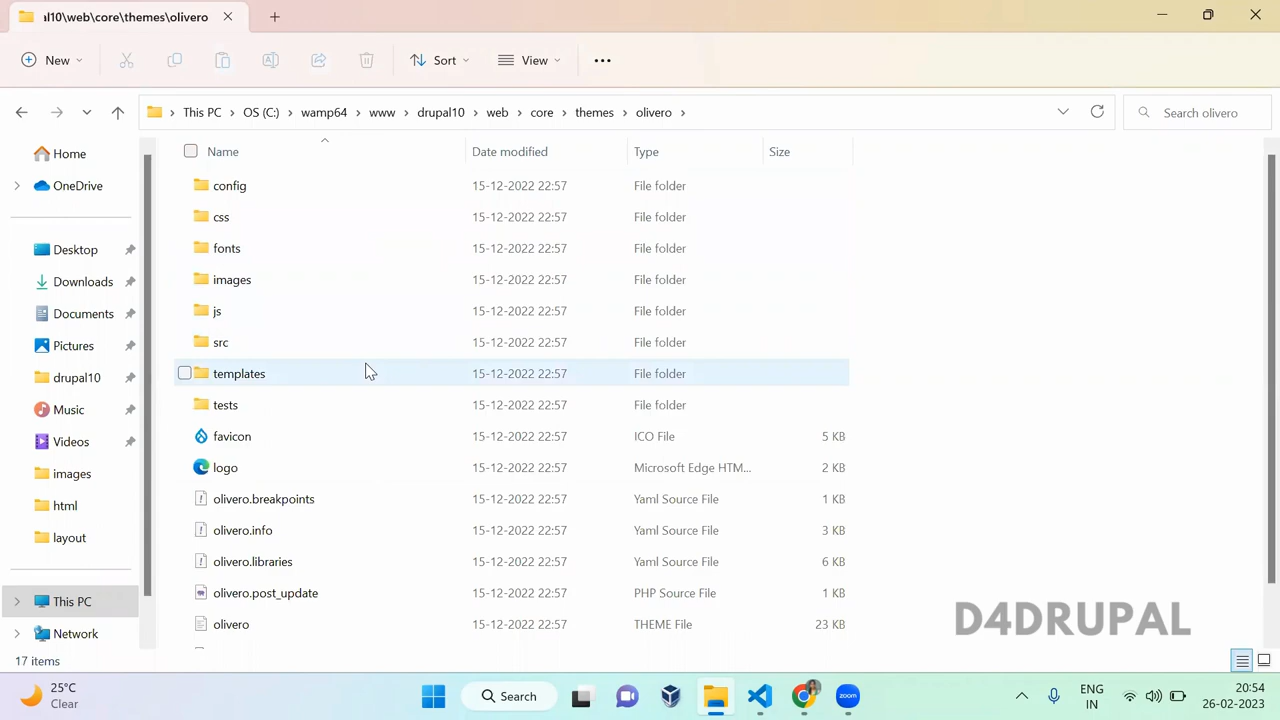 al10\web\core\themes\olivero
New
Sort
View
This PC
OS (C:)
wamp64
www
drupal10
web
core
themes
olivero
Search olivero
Home
OneDrive
Desktop
Downloads
Documents
Pictures
drupal10
Music
Videos
images
html
layout
This PC
Network
Name Date modified Type Size
config 15-12-2022 22:57 File folder
css 15-12-2022 22:57 File folder
fonts 15-12-2022 22:57 File folder
images 15-12-2022 22:57 File folder
js 15-12-2022 22:57 File folder
src 15-12-2022 22:57 File folder
templates 15-12-2022 22:57 File folder
tests 15-12-2022 22:57 File folder
favicon 15-12-2022 22:57 ICO File 5 KB
logo 15-12-2022 22:57 Microsoft Edge HTM... 2 KB
olivero.breakpoints 15-12-2022 22:57 Yaml Source File 1 KB
olivero.info 15-12-2022 22:57 Yaml Source File 3 KB
olivero.libraries 15-12-2022 22:57 Yaml Source File 6 KB
olivero.post_update 15-12-2022 22:57 PHP Source File 1 KB
olivero 15-12-2022 22:57 THEME File 23 KB
D4DRUPAL
17 items
25°C
Clear
Search
zoom
ENG
IN
20:54
26-02-2023